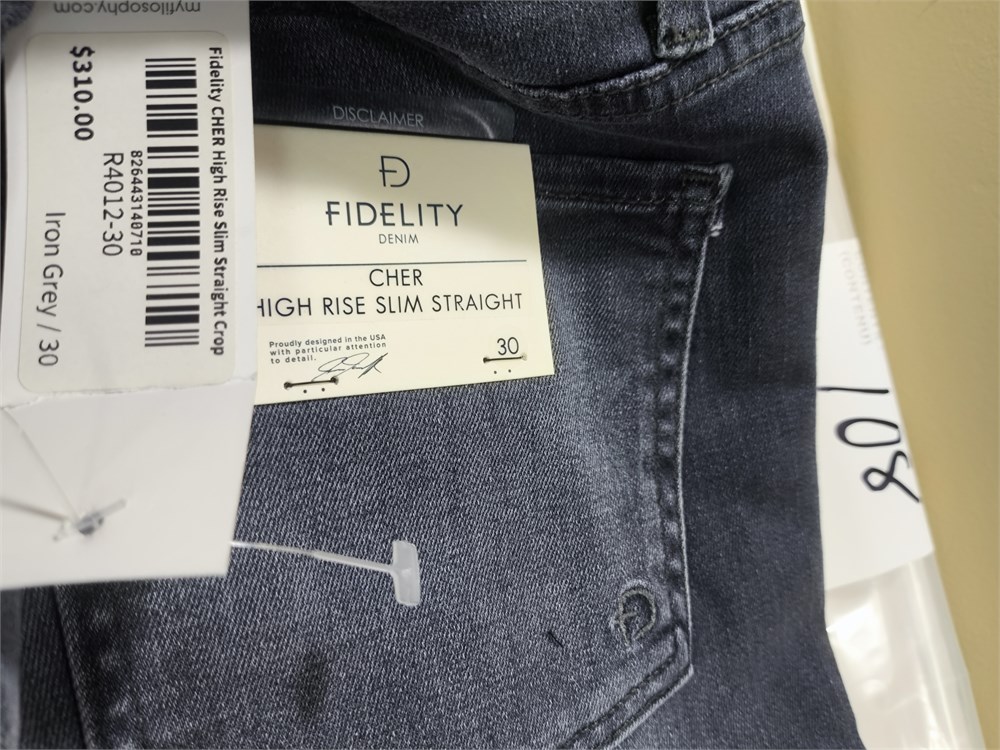 myfilosophy.com
Fidelity CHER High Rise Slim Straight Crop
826443140710
R4012-30
$310.00
Iron Grey / 30
DISCLAIMER
FIDELITY
DENIM
CHER
HIGH RISE SLIM STRAIGHT
Proudly designed in the USA
with particular attention
to detail.
30
108